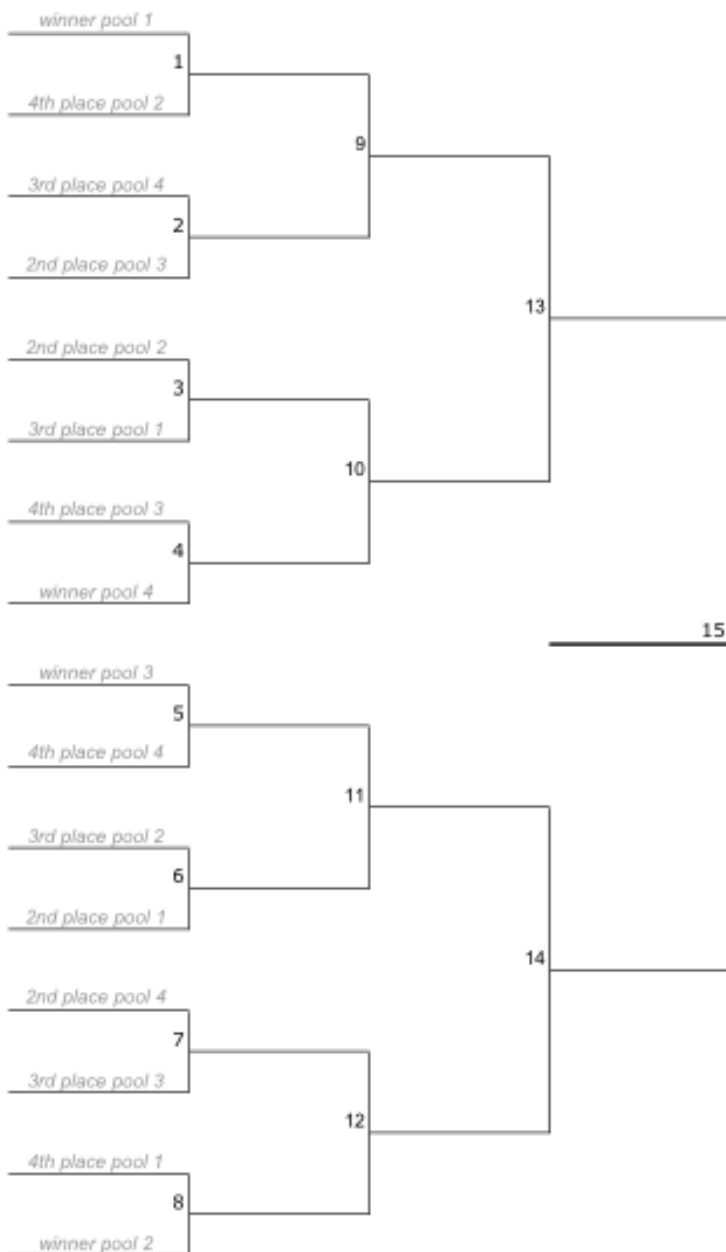 winner pool 1
1
4th place pool 2
9
3rd place pool 4
2
2nd place pool 3
13
2nd place pool 2
3
3rd place pool 1
10
4th place pool 3
4
winner pool 4
15
winner pool 3
5
4th place pool 4
11
3rd place pool 2
6
2nd place pool 1
14
2nd place pool 4
7
3rd place pool 3
12
4th place pool 1
8
winner pool 2